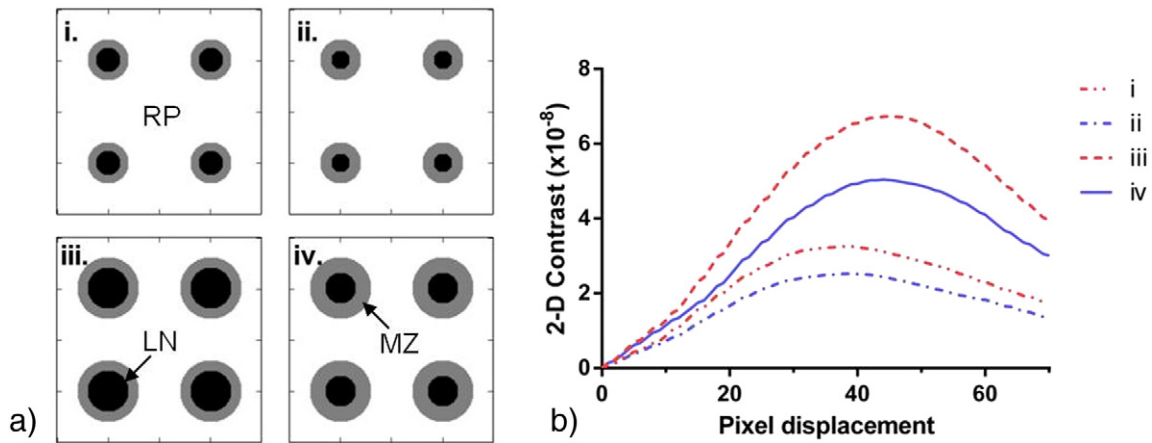 i.
ii.
RP
iii.
iv.
LN
MZ
a)
8
6
4
2
0
0
20
40
60
2-D Contrast (x10-8)
Pixel displacement
i
ii
iii
iv
b)